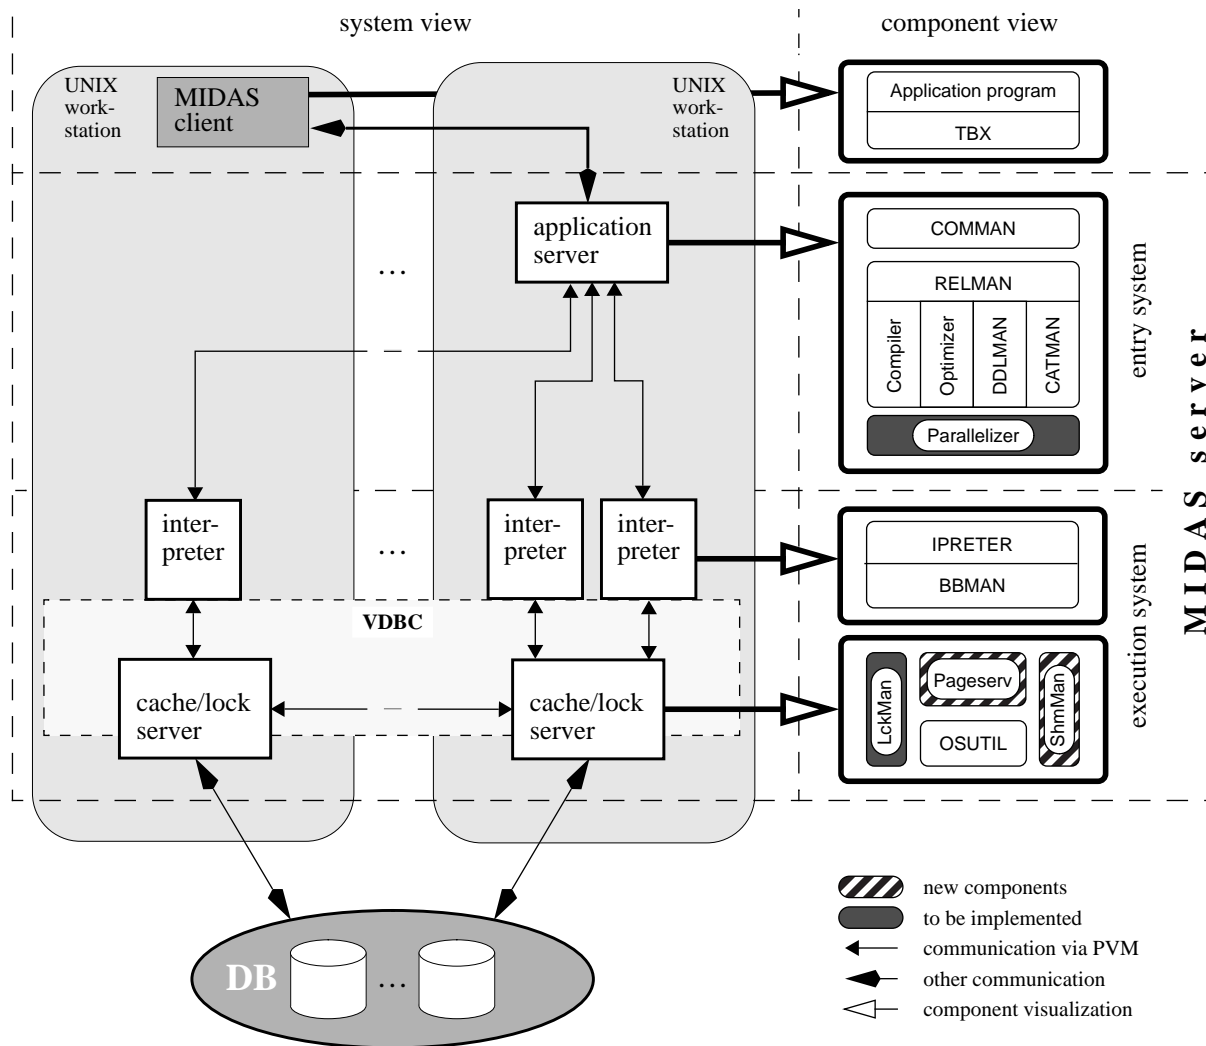 system view
component view
UNIX
work-
station
MIDAS
client
UNIX
work-
station
Application program
TBX
application
server
...
COMMAN
RELMAN
Compiler
Optimizer
DDLMAN
CATMAN
Parallelizer
entry system
MIDAS server
inter-
preter
...
inter-
preter
inter-
preter
IPRETER
BBMAN
execution system
VDBC
cache/lock
server
cache/lock
server
LckMan
Pageserv
OSUTIL
ShmMan
DB
...
new components
to be implemented
communication via PVM
other communication
component visualization